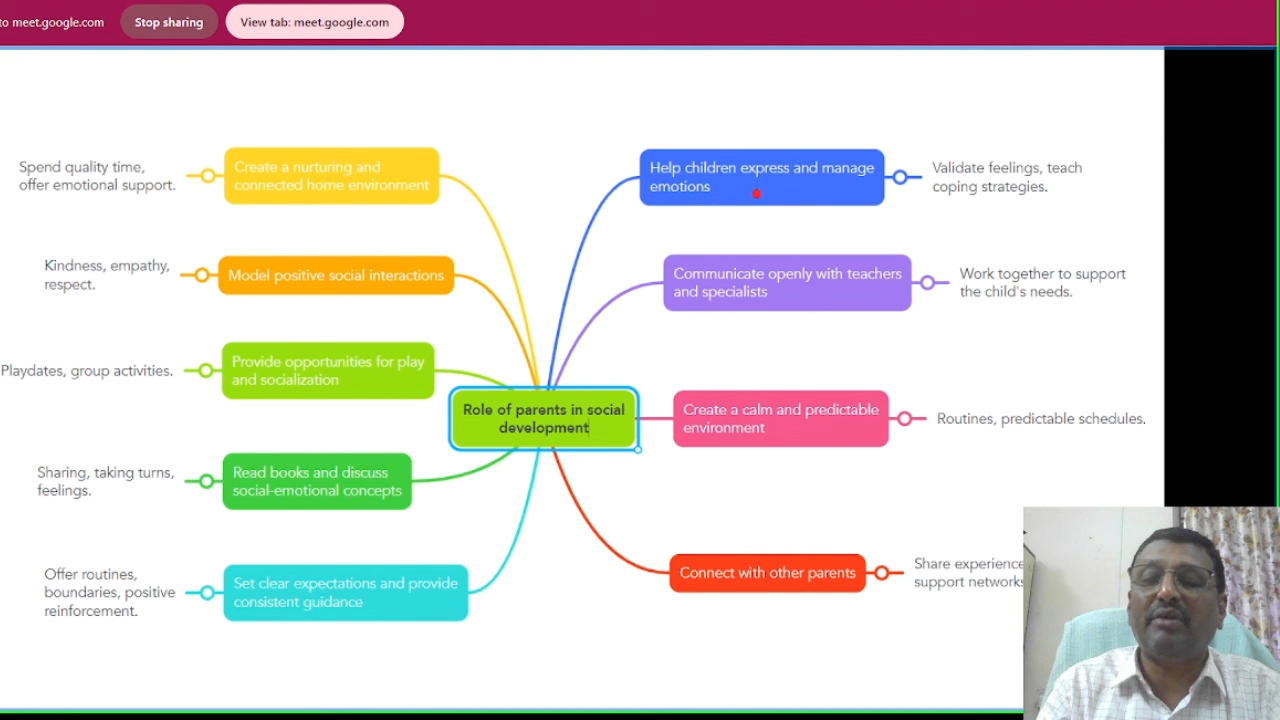 to meet.google.com
Stop sharing
View tab: meet.google.com
Spend quality time,
offer emotional support.
Create a nurturing and
connected home environment
Kindness, empathy,
respect.
Model positive social interactions
Playdates, group activities.
Provide opportunities for play
and socialization
Sharing, taking turns,
feelings.
Read books and discuss
social-emotional concepts
Offer routines,
boundaries, positive
reinforcement.
Set clear expectations and provide
consistent guidance
Role of parents in social
development
Help children express and manage
emotions
Validate feelings, teach
coping strategies.
Communicate openly with teachers
and specialists
Work together to support
the child's needs.
Create a calm and predictable
environment
Routines, predictable schedules.
Connect with other parents
Share experience
support networks